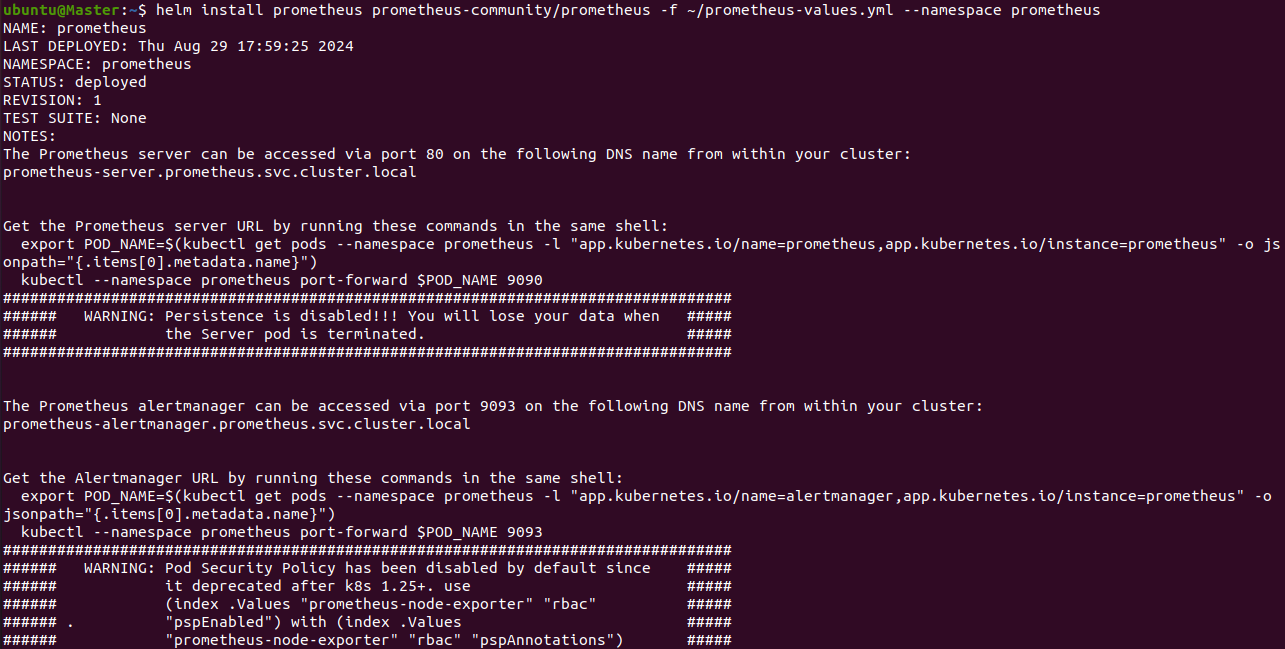 ubuntu@Master:~$ helm install prometheus prometheus-community/prometheus -f ~/prometheus-values.yml --namespace prometheus
NAME: prometheus
LAST DEPLOYED: Thu Aug 29 17:59:25 2024
NAMESPACE: prometheus
STATUS: deployed
REVISION: 1
TEST SUITE: None
NOTES:
The Prometheus server can be accessed via port 80 on the following DNS name from within your cluster:
prometheus-server.prometheus.svc.cluster.local
Get the Prometheus server URL by running these commands in the same shell:
  export POD_NAME=$(kubectl get pods --namespace prometheus -l "app.kubernetes.io/name=prometheus,app.kubernetes.io/instance=prometheus" -o js
onpath="{.items[0].metadata.name}")
  kubectl --namespace prometheus port-forward $POD_NAME 9090
#################################################################################
######   WARNING: Persistence is disabled!!! You will lose your data when   #####
######            the Server pod is terminated.                             #####
#################################################################################
The Prometheus alertmanager can be accessed via port 9093 on the following DNS name from within your cluster:
prometheus-alertmanager.prometheus.svc.cluster.local
Get the Alertmanager URL by running these commands in the same shell:
  export POD_NAME=$(kubectl get pods --namespace prometheus -l "app.kubernetes.io/name=alertmanager,app.kubernetes.io/instance=prometheus" -o 
jsonpath="{.items[0].metadata.name}")
  kubectl --namespace prometheus port-forward $POD_NAME 9093
#################################################################################
######   WARNING: Pod Security Policy has been disabled by default since    #####
######            it deprecated after k8s 1.25+. use                        #####
######            (index .Values "prometheus-node-exporter" "rbac"          #####
###### .          "pspEnabled") with (index .Values                         #####
######            "prometheus-node-exporter" "rbac" "pspAnnotations")       #####